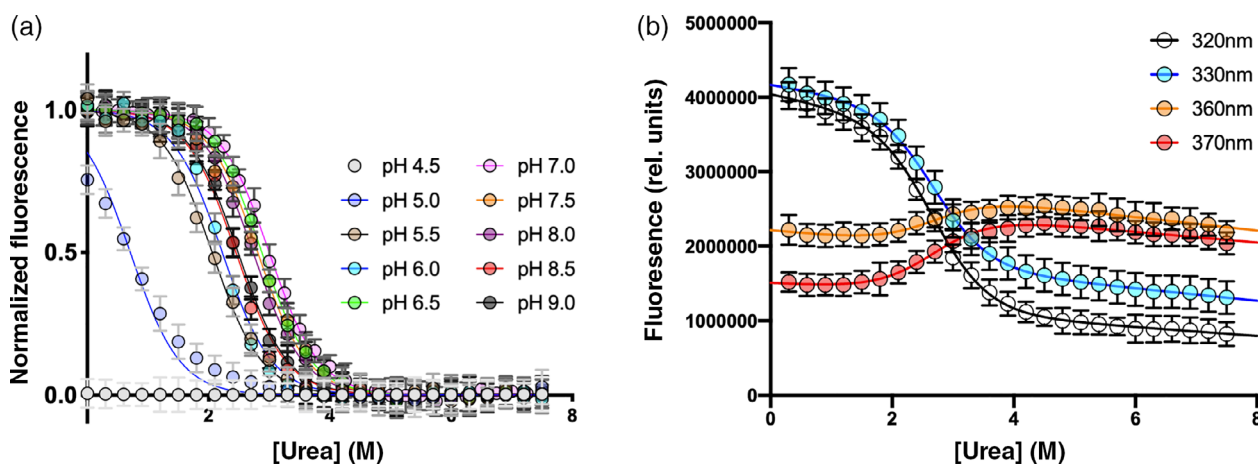 (a)
Normalized fluorescence
1.0
0.5
0.0
2
4
6
8
[Urea] (M)
pH 4.5
pH 5.0
pH 5.5
pH 6.0
pH 6.5
pH 7.0
pH 7.5
pH 8.0
pH 8.5
pH 9.0
(b)
Fluoresence (rel. units)
5000000
4000000
3000000
2000000
1000000
0
0
2
4
6
8
[Urea] (M)
320nm
330nm
360nm
370nm